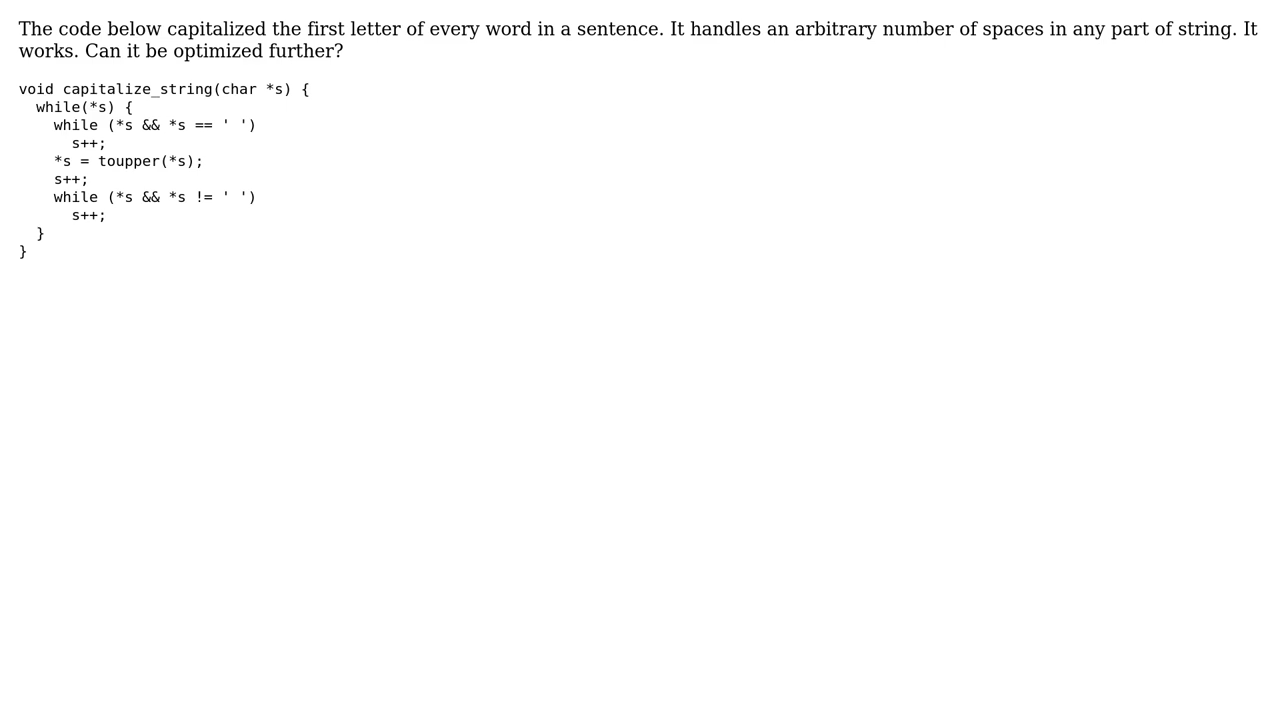 The code below capitalized the first letter of every word in a sentence. It handles an arbitrary number of spaces in any part of string. It
works. Can it be optimized further?
void capitalize_string(char *s) {
  while(*s) {
    while (*s && *s == ' ')
      s++;
    *s = toupper(*s);
    s++;
    while (*s && *s != ' ')
      s++;
  }
}